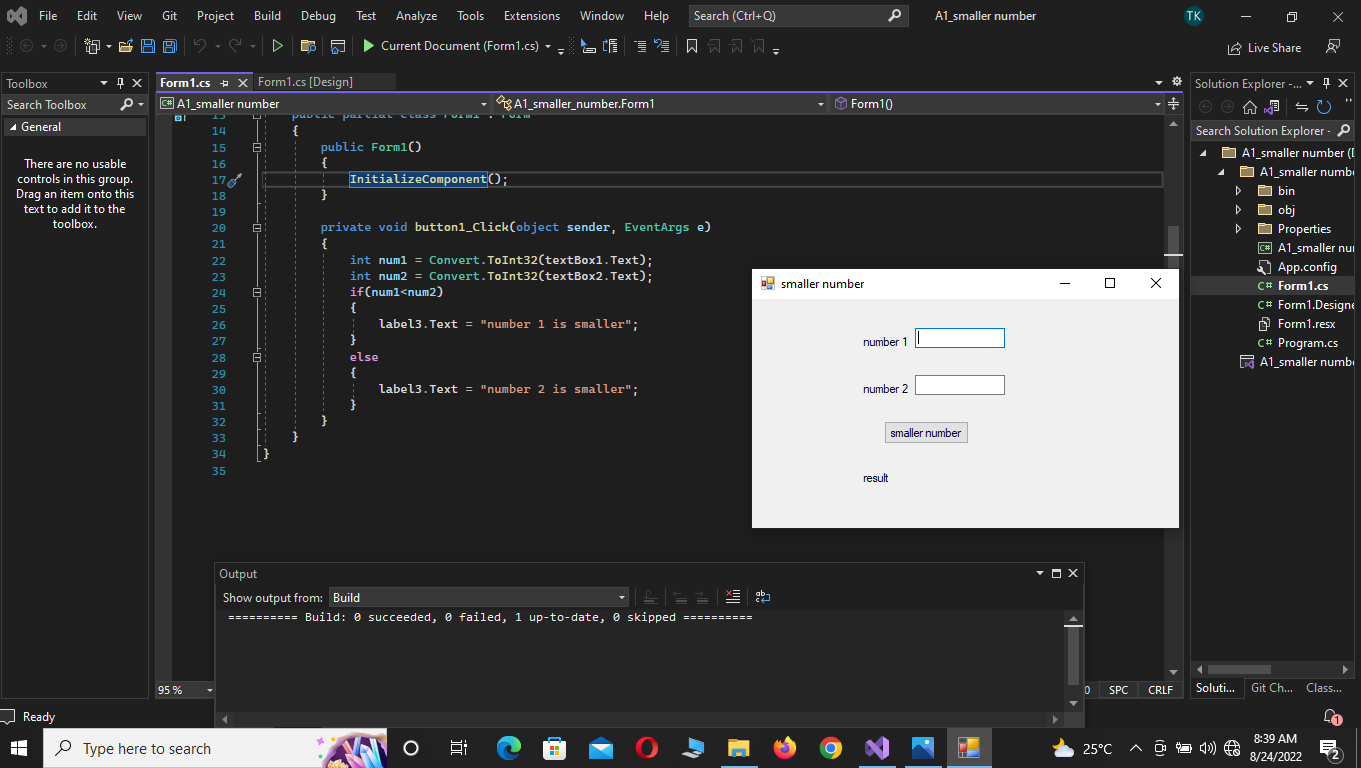 File Edit View Git Project Build Debug Test Analyze Tools Extensions Window Help Search (Ctrl+Q) A1_smaller number TK
Current Document (Form1.cs) Live Share
Toolbox
Search Toolbox
General
There are no usable
controls in this group.
Drag an item onto this
text to add it to the
toolbox.
Form1.cs Form1.cs [Design]
A1_smaller number A1_smaller_number.Form1 Form1()
13 public partial class Form1 : Form
14 {
15 public Form1()
16 {
17 InitializeComponent();
18 }
19
20 private void button1_Click(object sender, EventArgs e)
21 {
22 int num1 = Convert.ToInt32(textBox1.Text);
23 int num2 = Convert.ToInt32(textBox2.Text);
24 if(num1<num2)
25 {
26 label3.Text = "number 1 is smaller";
27 }
28 else
29 {
30 label3.Text = "number 2 is smaller";
31 }
32 }
33 }
34 }
35
smaller number
number 1
number 2
smaller number
result
Solution Explorer -...
Search Solution Explorer -
A1_smaller number (
A1_smaller numbe
bin
obj
Properties
A1_smaller nu
App.config
C# Form1.cs
C# Form1.Designe
Form1.resx
C# Program.cs
A1_smaller numbe
Soluti... Git Ch... Class...
Output
Show output from: Build
========== Build: 0 succeeded, 0 failed, 1 up-to-date, 0 skipped ==========
95 % SPC CRLF
Ready 1
Type here to search 25°C 8:39 AM
8/24/2022 2